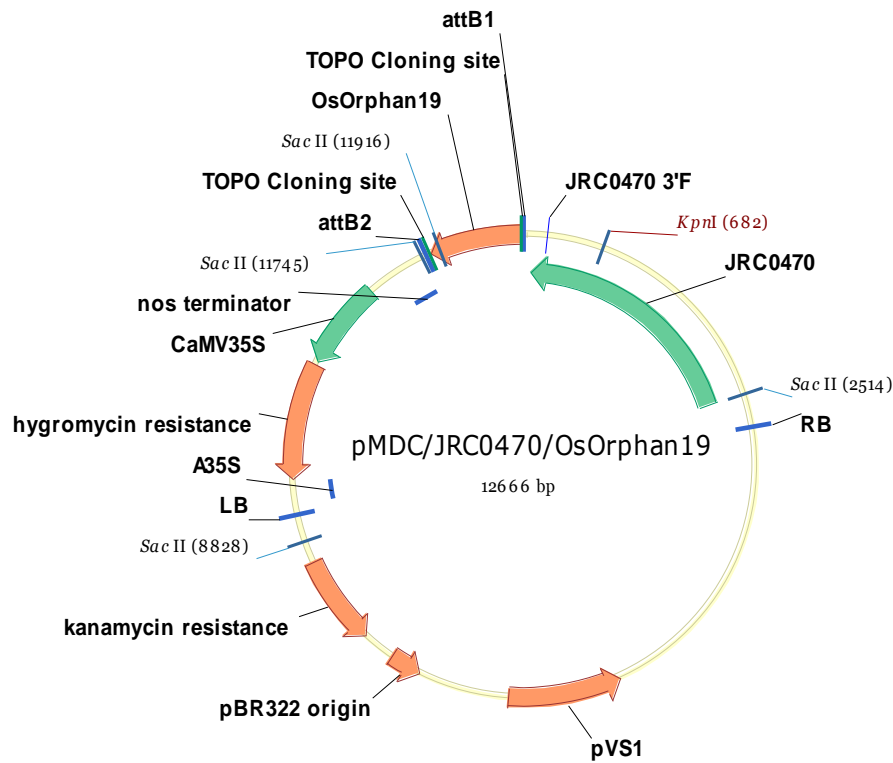 attB1
TOPO Cloning site
OsOrphan19
Sac II (11916)
TOPO Cloning site
JRC0470 3'F
attB2
KpnI (682)
Sac II (11745)
JRC0470
nos terminator
CaMV35S
Sac II (2514)
hygromycin resistance
RB
pMDC/JRC0470/OsOrphan19
A35S
12666 bp
LB
Sac II (8828)
kanamycin resistance
pBR322 origin
pVS1